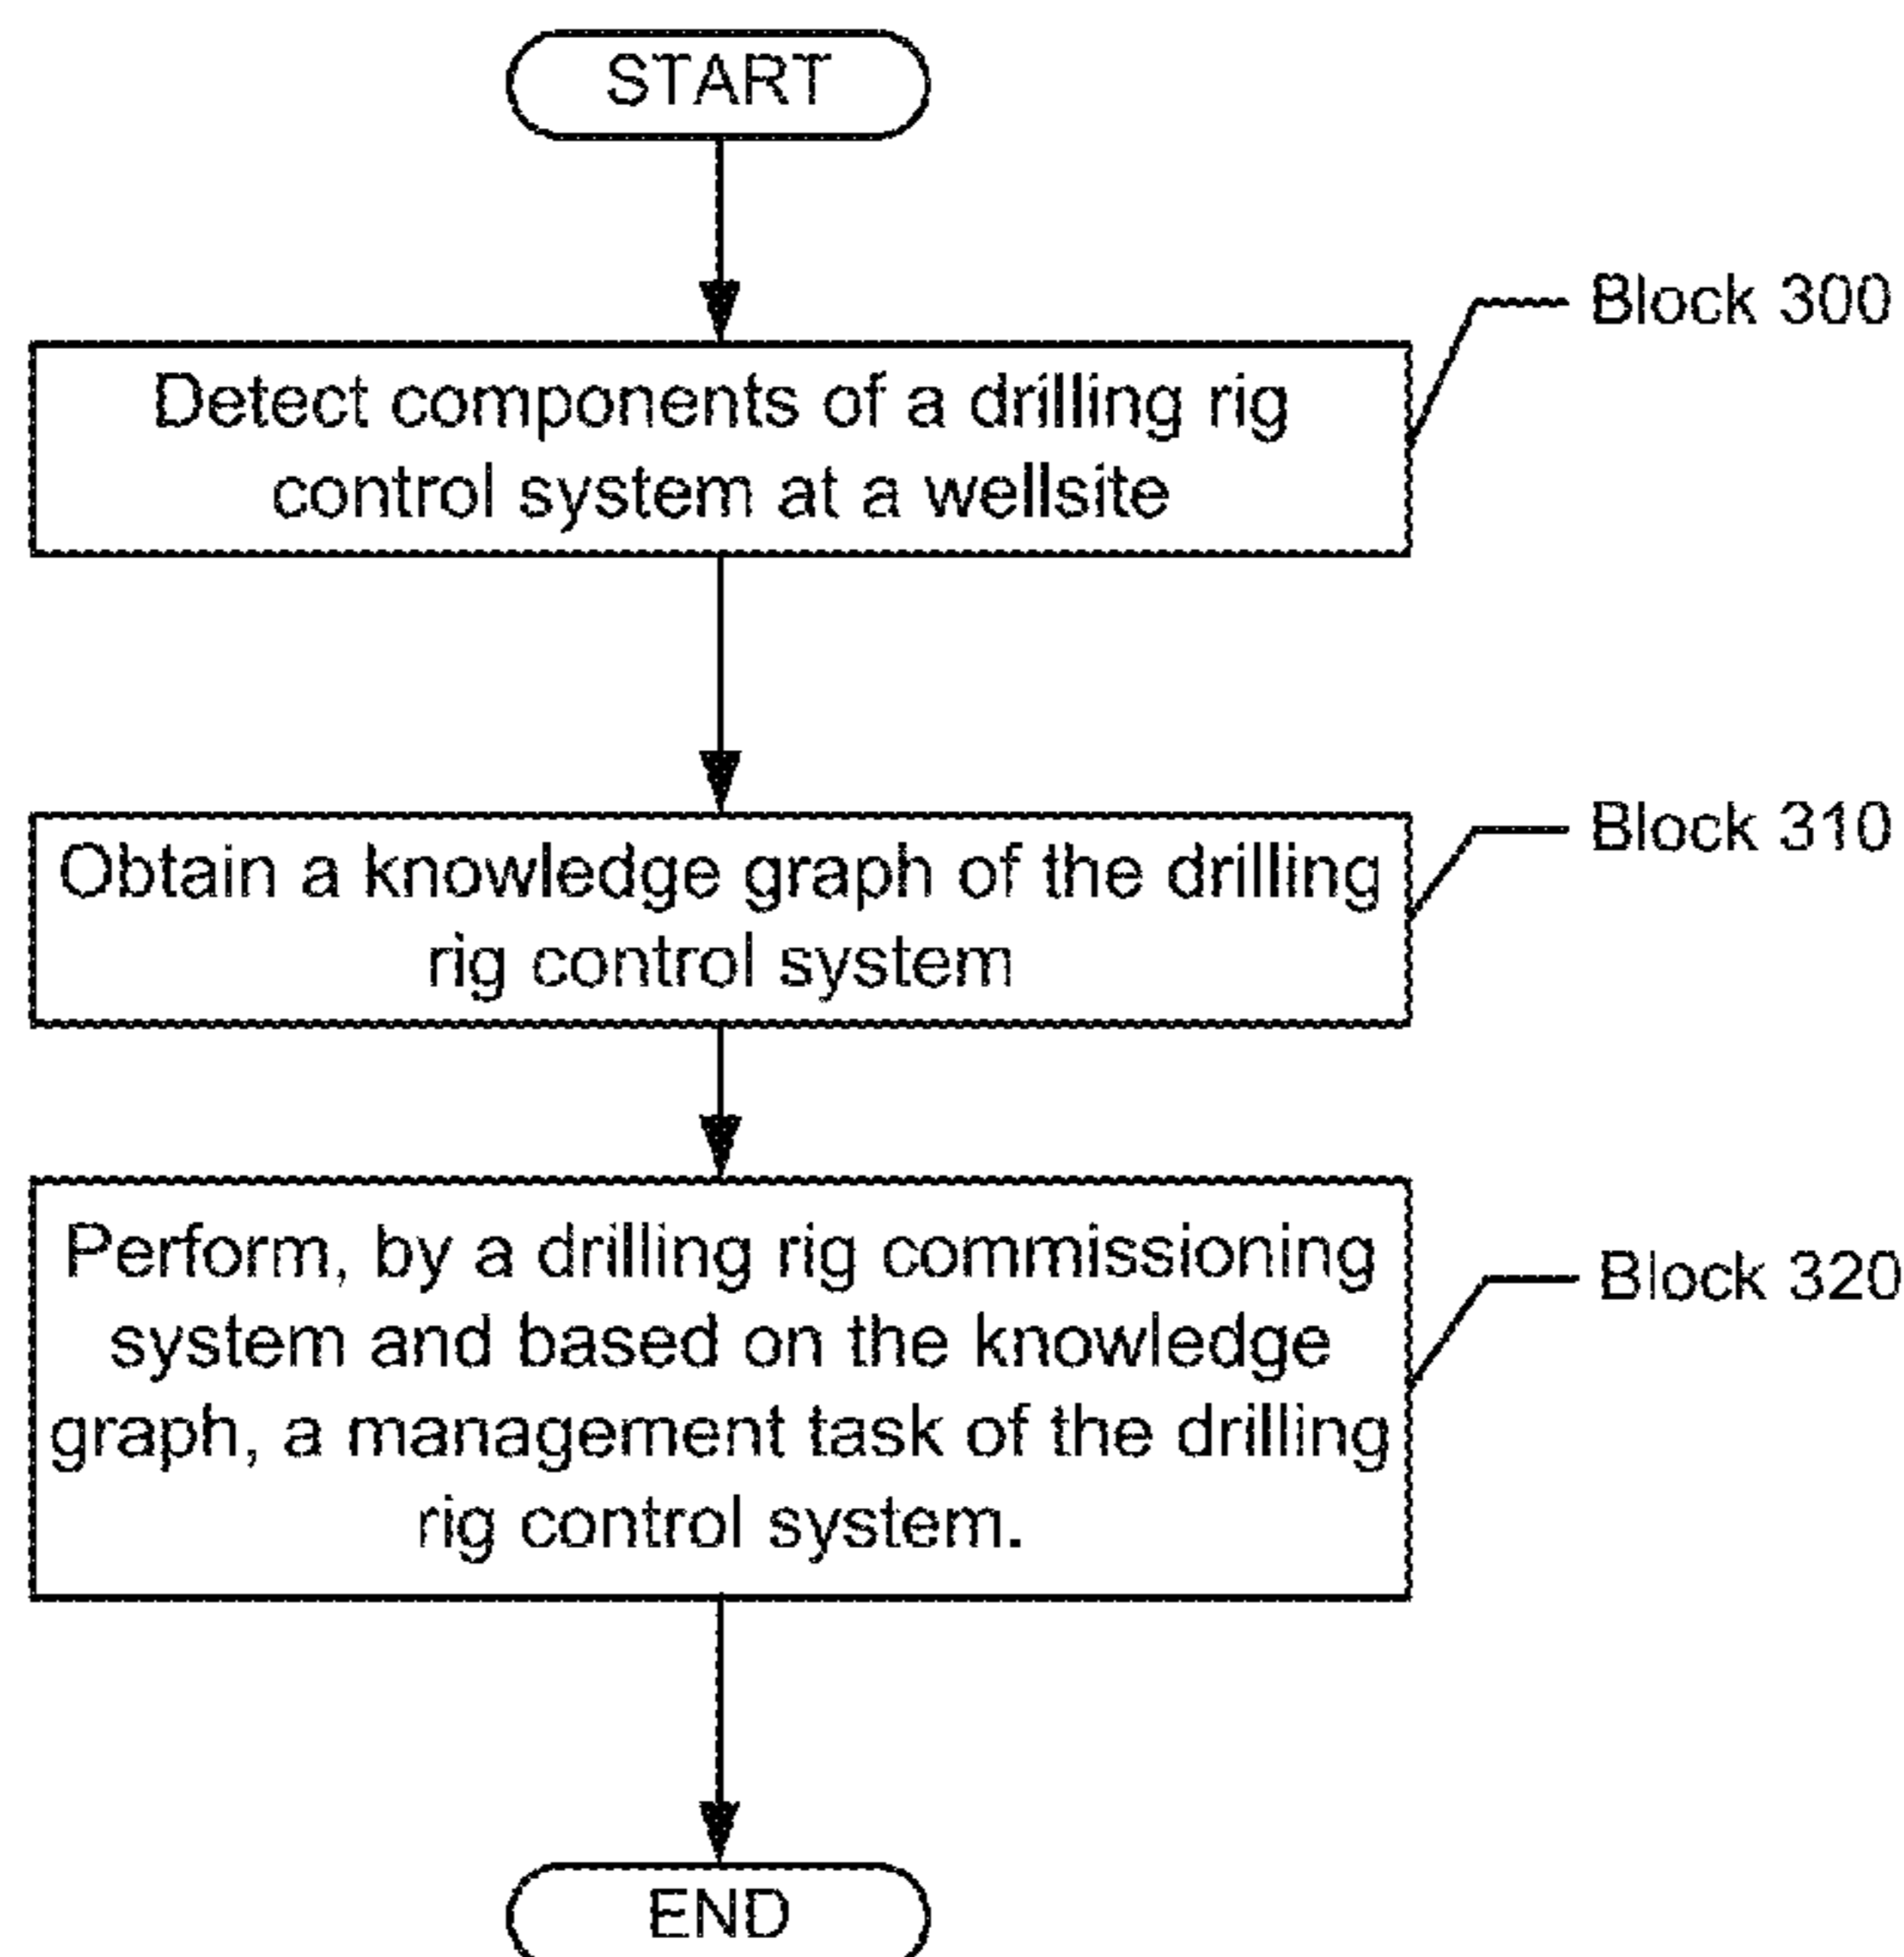 START
Block 300
Detect components of a drilling rig
control system at a wellsite
Block 310
Obtain a knowledge graph of the drilling
rig control system
Block 320
Perform, by a drilling rig commissioning
system and based on the knowledge
graph, a management task of the drilling
rig control system.
END